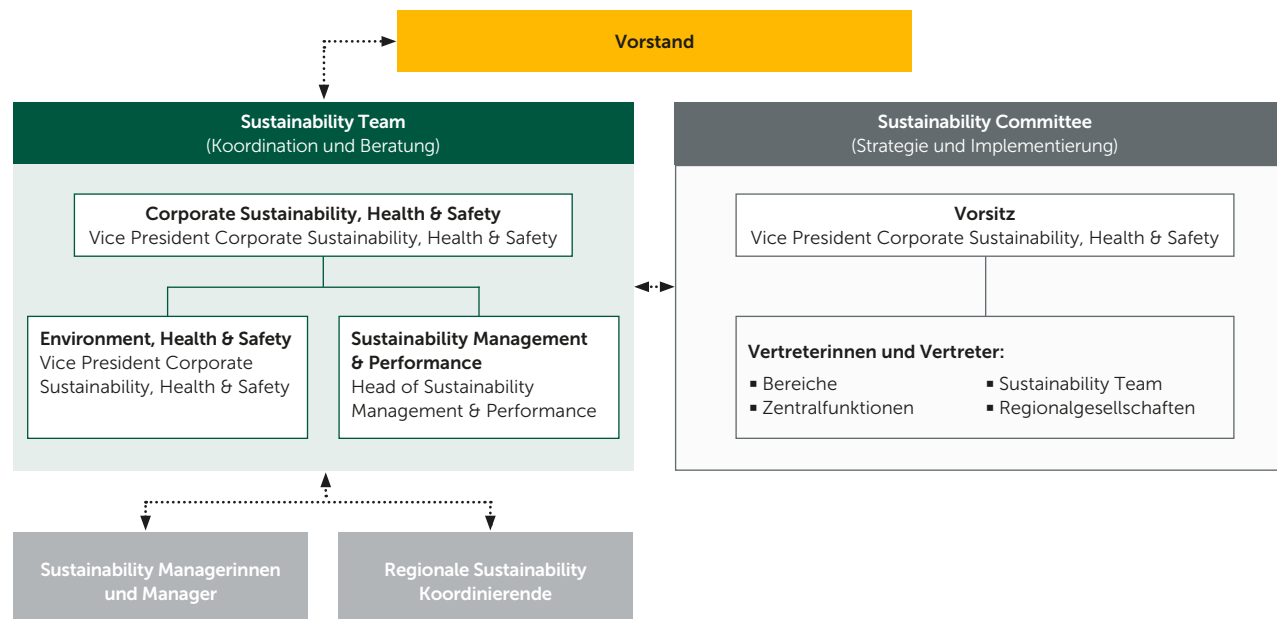 Vorstand
Sustainability Team
(Koordination und Beratung)
Corporate Sustainability, Health & Safety
Vice President Corporate Sustainability, Health & Safety
Environment, Health & Safety
Vice President Corporate
Sustainability, Health & Safety
Sustainability Management
& Performance
Head of Sustainability
Management & Performance
Sustainability Committee
(Strategie und Implementierung)
Vorsitz
Vice President Corporate Sustainability, Health & Safety
Vertreterinnen und Vertreter:
▪ Bereiche
▪ Zentralfunktionen
▪ Sustainability Team
▪ Regionalgesellschaften
Sustainability Managerinnen
und Manager
Regionale Sustainability
Koordinierende